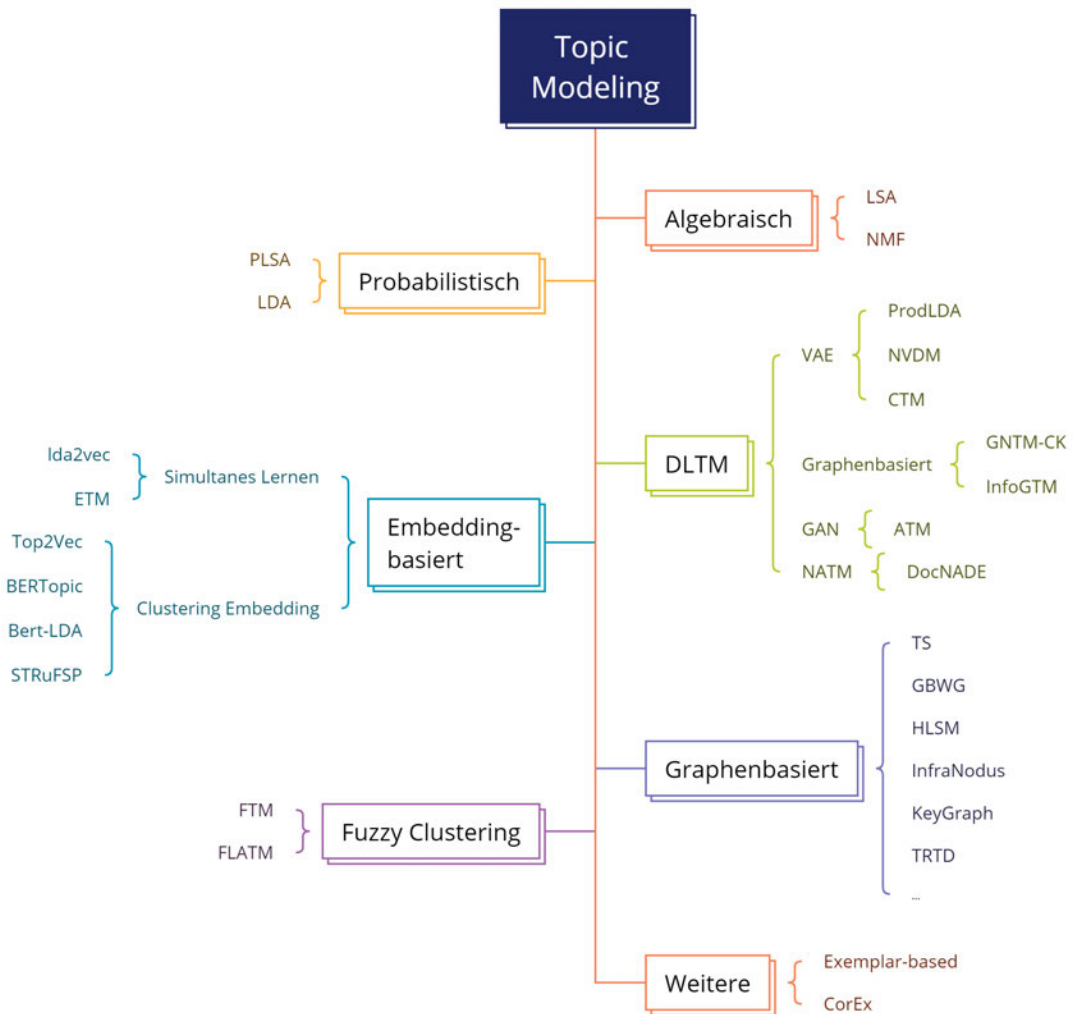 Topic
Modeling
Algebraisch
LSA
NMF
PLSA
LDA
Probabilistisch
ProdLDA
VAE
NVDM
CTM
DLTM
Graphenbasiert
GNTM-CK
InfoGTM
GAN
ATM
NATM
DocNADE
lda2vec
ETM
Simultanes Lernen
Embedding-
basiert
Top2Vec
BERTopic
Bert-LDA
STRuFSP
Clustering Embedding
TS
GBWG
HLSM
InfraNodus
KeyGraph
TRTD
...
Graphenbasiert
FTM
FLATM
Fuzzy Clustering
Weitere
Exemplar-based
CorEx